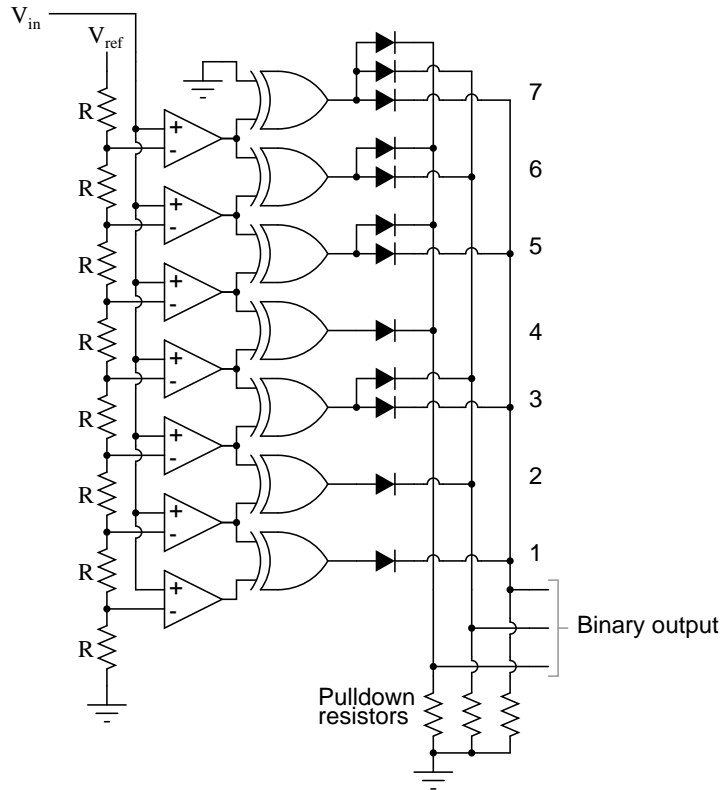 V_in
V_ref
R
+
-
7
R
+
-
6
R
+
-
5
R
+
-
4
R
+
-
3
R
+
-
2
R
+
-
1
R
Binary output
Pulldown
resistors